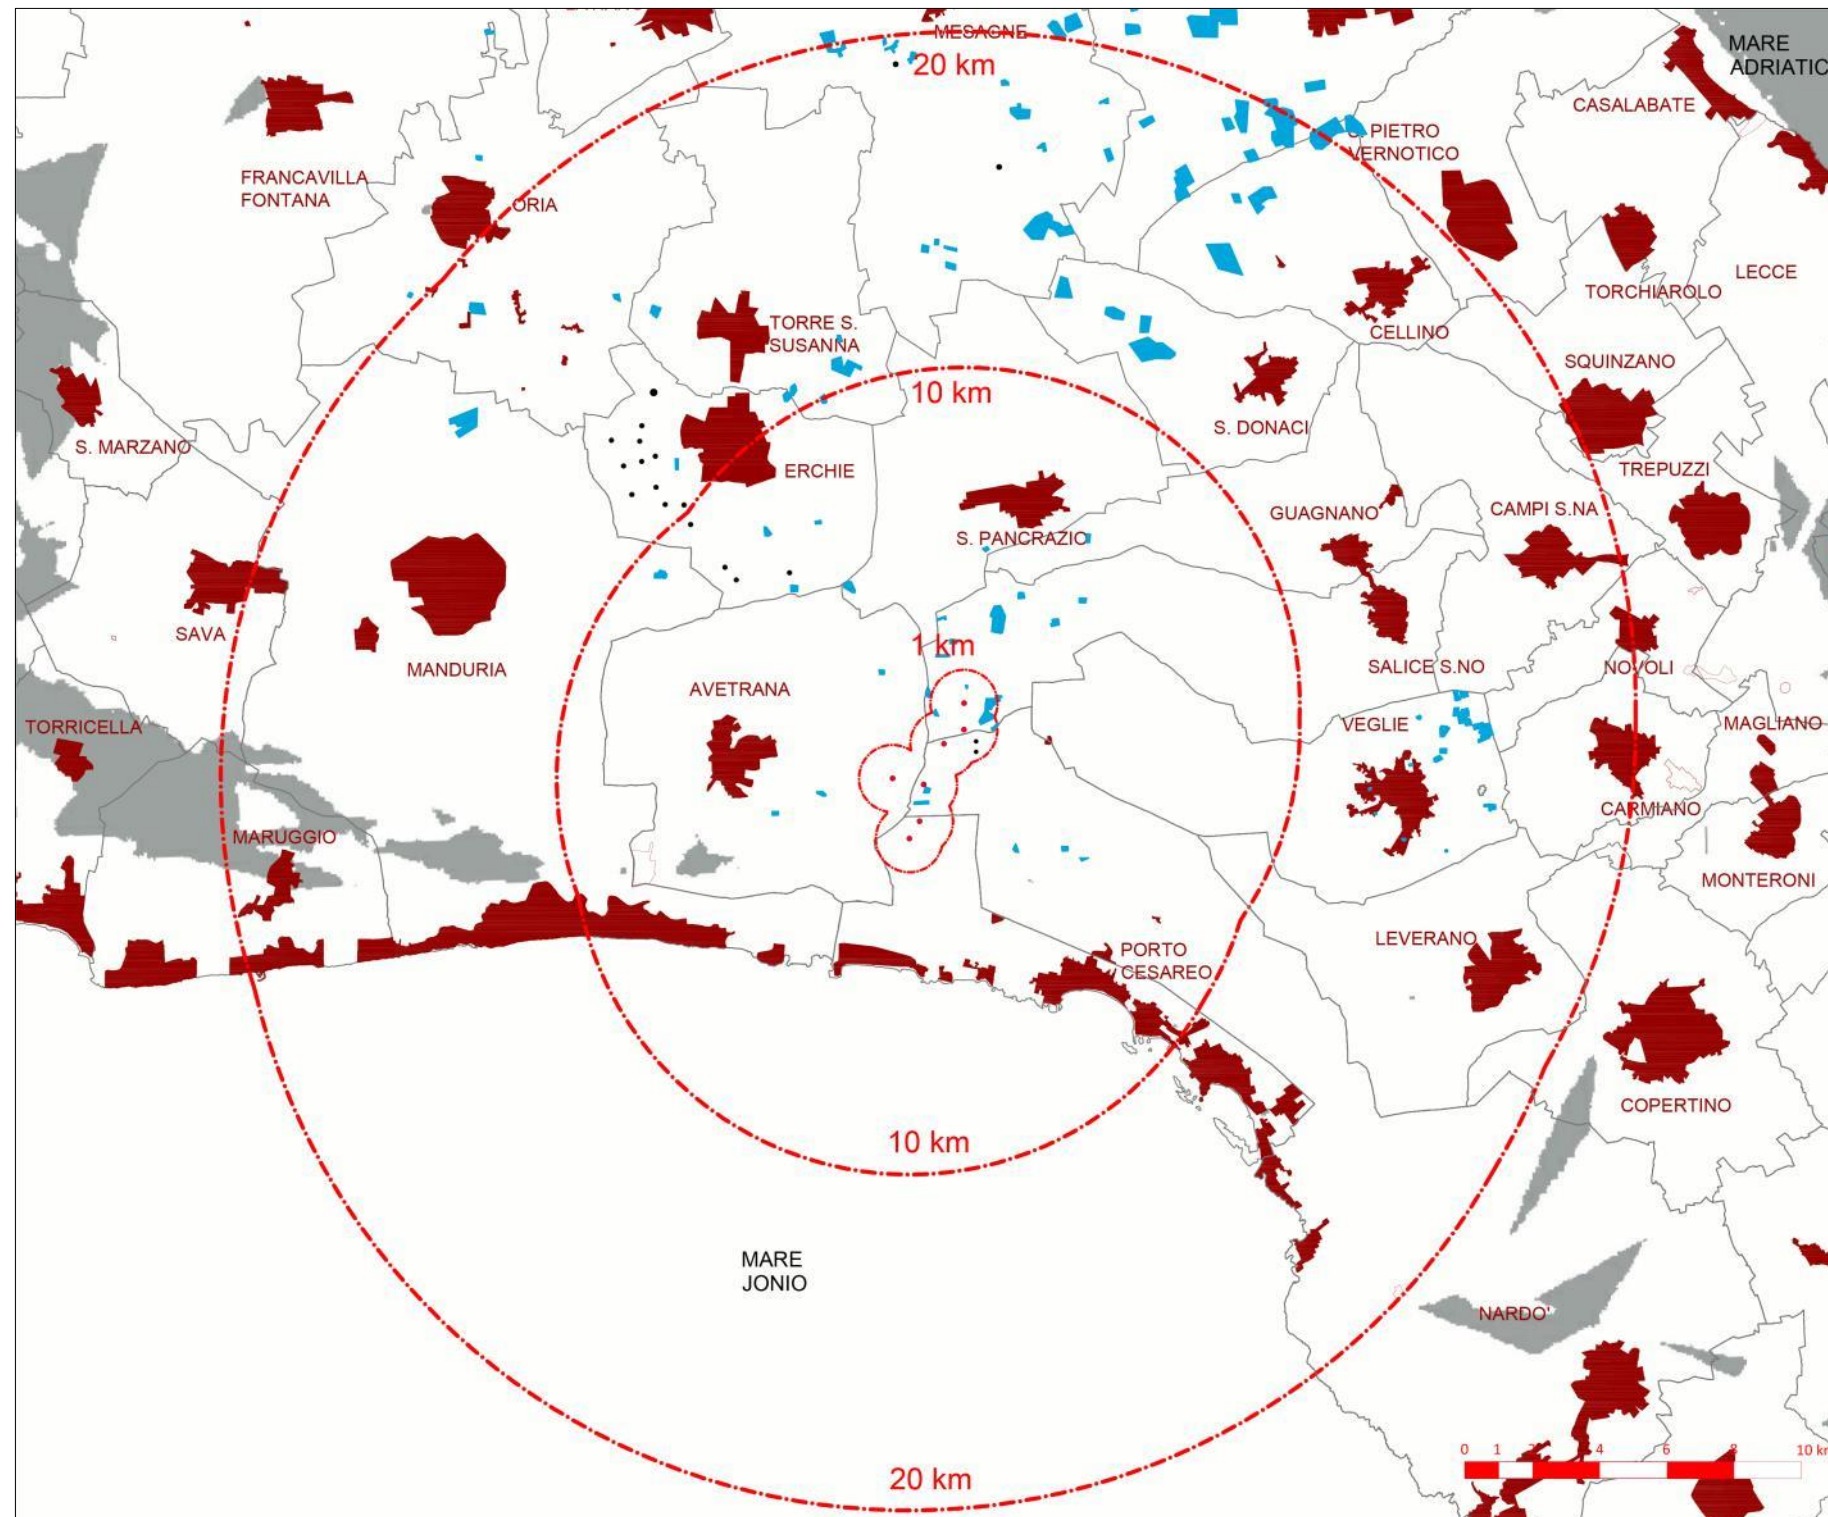 MESAGNE
20 km
MARE
ADRIATIC
CASALABATE
S. PIETRO
VERNOTICO
FRANCAVILLA
FONTANA
ORIA
LECCE
TORCHIAROLO
TORRE S.
SUSANNA
CELLINO
SQUINZANO
10 km
S. DONACI
S. MARZANO
ERCHIE
TREPUZZI
GUAGNANO
CAMPI S.NA
S. PANCRAZIO
SAVA
1 km
MANDURIA
SALICE S.NO
NOVOLI
AVETRANA
TORRICELLA
VEGLIE
MAGLIANO
CARMIANO
MARUGGIO
MONTERONI
LEVERANO
PORTO
CESAREO
COPERTINO
10 km
MARE
JONIO
NARDO'
0 1 2 4 6 8 10 km
20 km